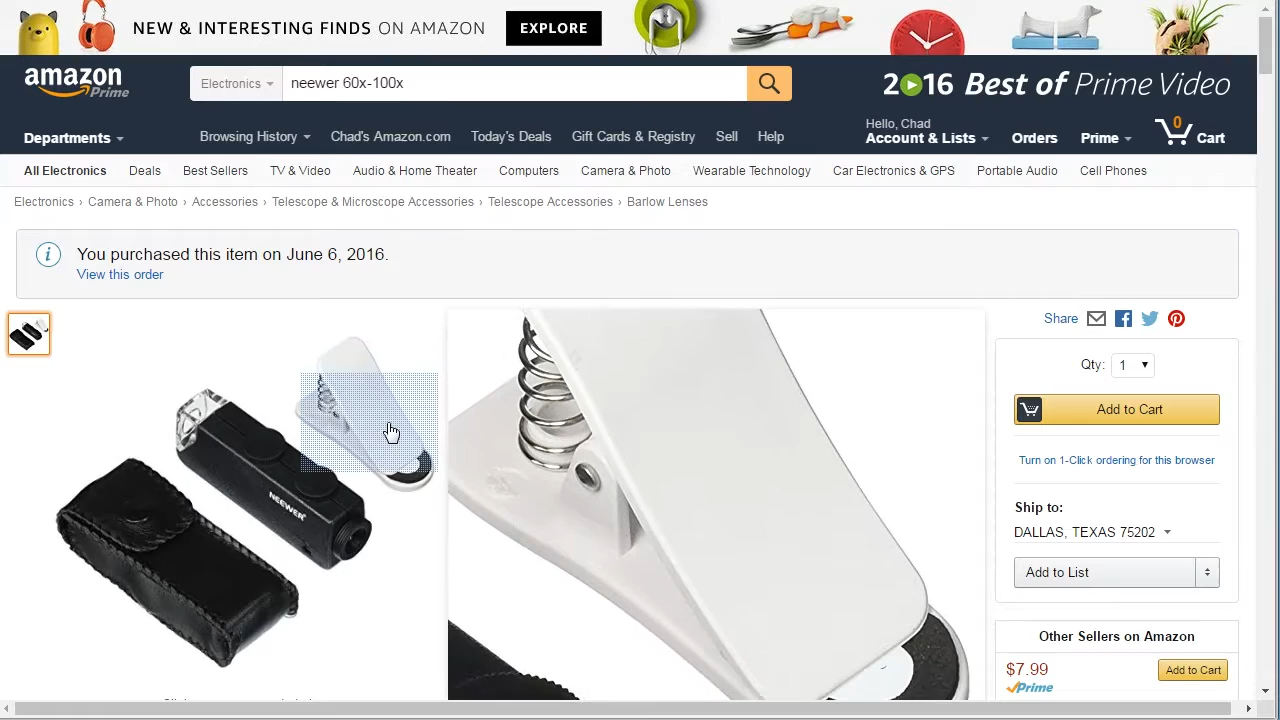 NEW & INTERESTING FINDS ON AMAZON EXPLORE
amazon Prime
Electronics neewer 60x-100x
2016 Best of Prime Video
Departments Browsing History Chad's Amazon.com Today's Deals Gift Cards & Registry Sell Help
Hello, Chad
Account & Lists Orders Prime 0 Cart
All Electronics Deals Best Sellers TV & Video Audio & Home Theater Computers Camera & Photo Wearable Technology Car Electronics & GPS Portable Audio Cell Phones
Electronics › Camera & Photo › Accessories › Telescope & Microscope Accessories › Telescope Accessories › Barlow Lenses
i You purchased this item on June 6, 2016.
View this order
NEEWER
Share
Qty: 1
Add to Cart
Turn on 1-Click ordering for this browser
Ship to:
DALLAS, TEXAS 75202
Add to List
Other Sellers on Amazon
$7.99 Add to Cart
Prime